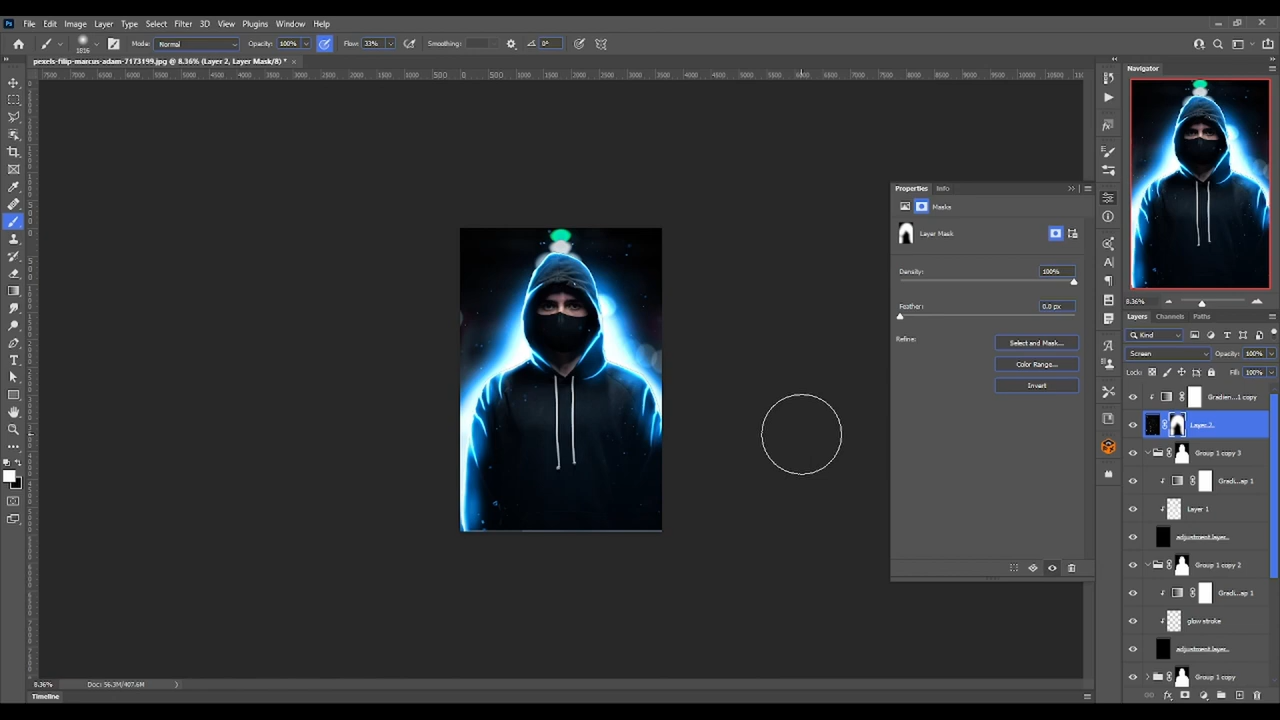 Ps File Edit Image Layer Type Select Filter 3D View Plugins Window Help
1816 Mode: Normal Opacity: 100% Flow: 33% Smoothing: 0°
pexels-filip-marcus-adam-7173199.jpg @ 8.36% (Layer 2, Layer Mask/8) * ×
Navigator
8.36%
Properties Info
Masks
Layer Mask
Density: 100%
Feather: 0.0 px
Refine: Select and Mask...
Color Range...
Invert
Layers Channels Paths
Kind
Screen Opacity: 100%
Lock: Fill: 100%
Gradien...1 copy
Layer 2
Group 1 copy 3
Gradi...ap 1
Layer 1
adjustment layer
Group 1 copy 2
Gradi...ap 1
glow stroke
adjustment layer
Group 1 copy
8.36% Doc: 56.3M/407.6M
Timeline